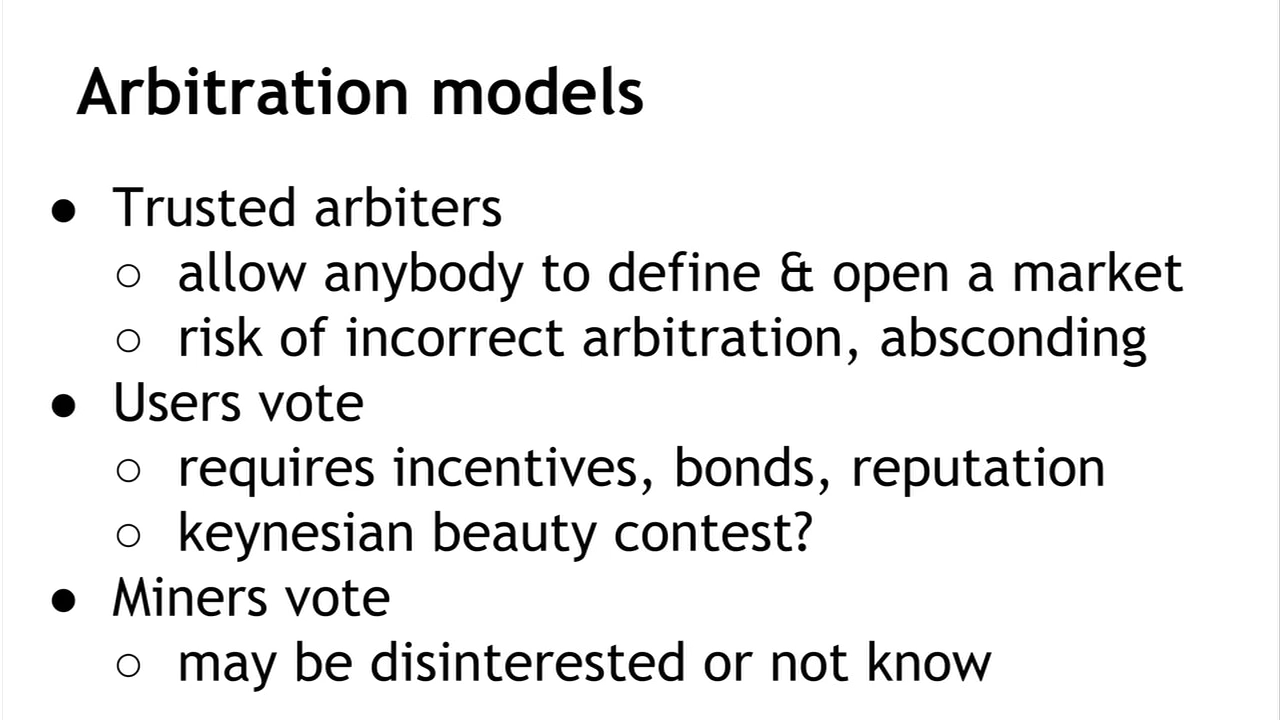 Arbitration models
● Trusted arbiters
○ allow anybody to define & open a market
○ risk of incorrect arbitration, absconding
● Users vote
○ requires incentives, bonds, reputation
○ keynesian beauty contest?
● Miners vote
○ may be disinterested or not know